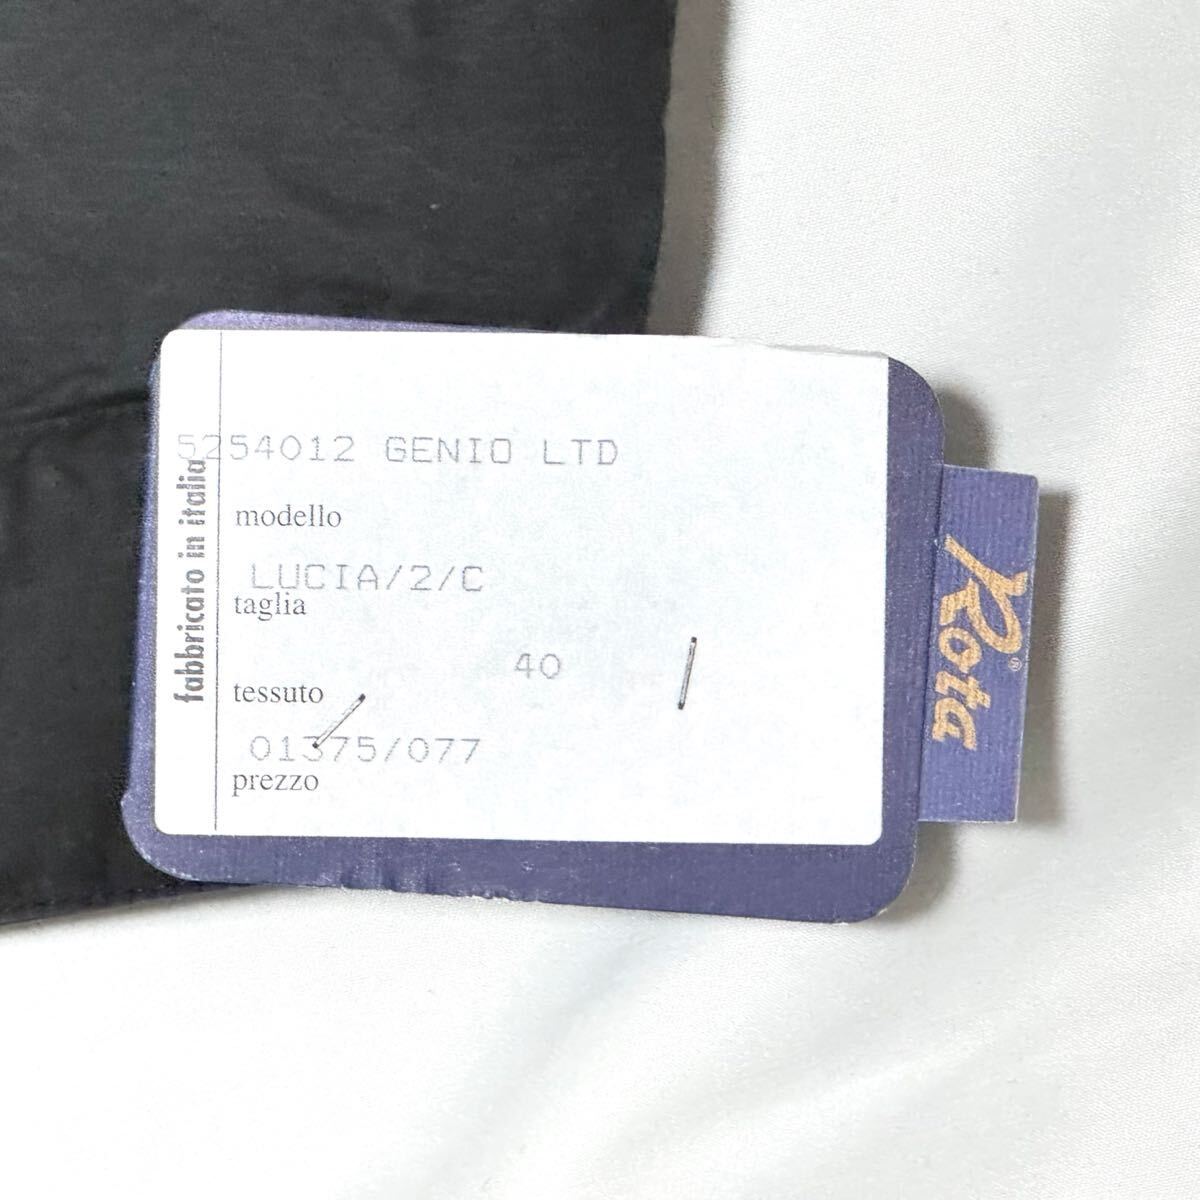 5254012 GENIO LTD
modello
LUCIA/2/C
taglia
40
tessuto
01375/077
prezzo
fabbricato in italia
Rota®